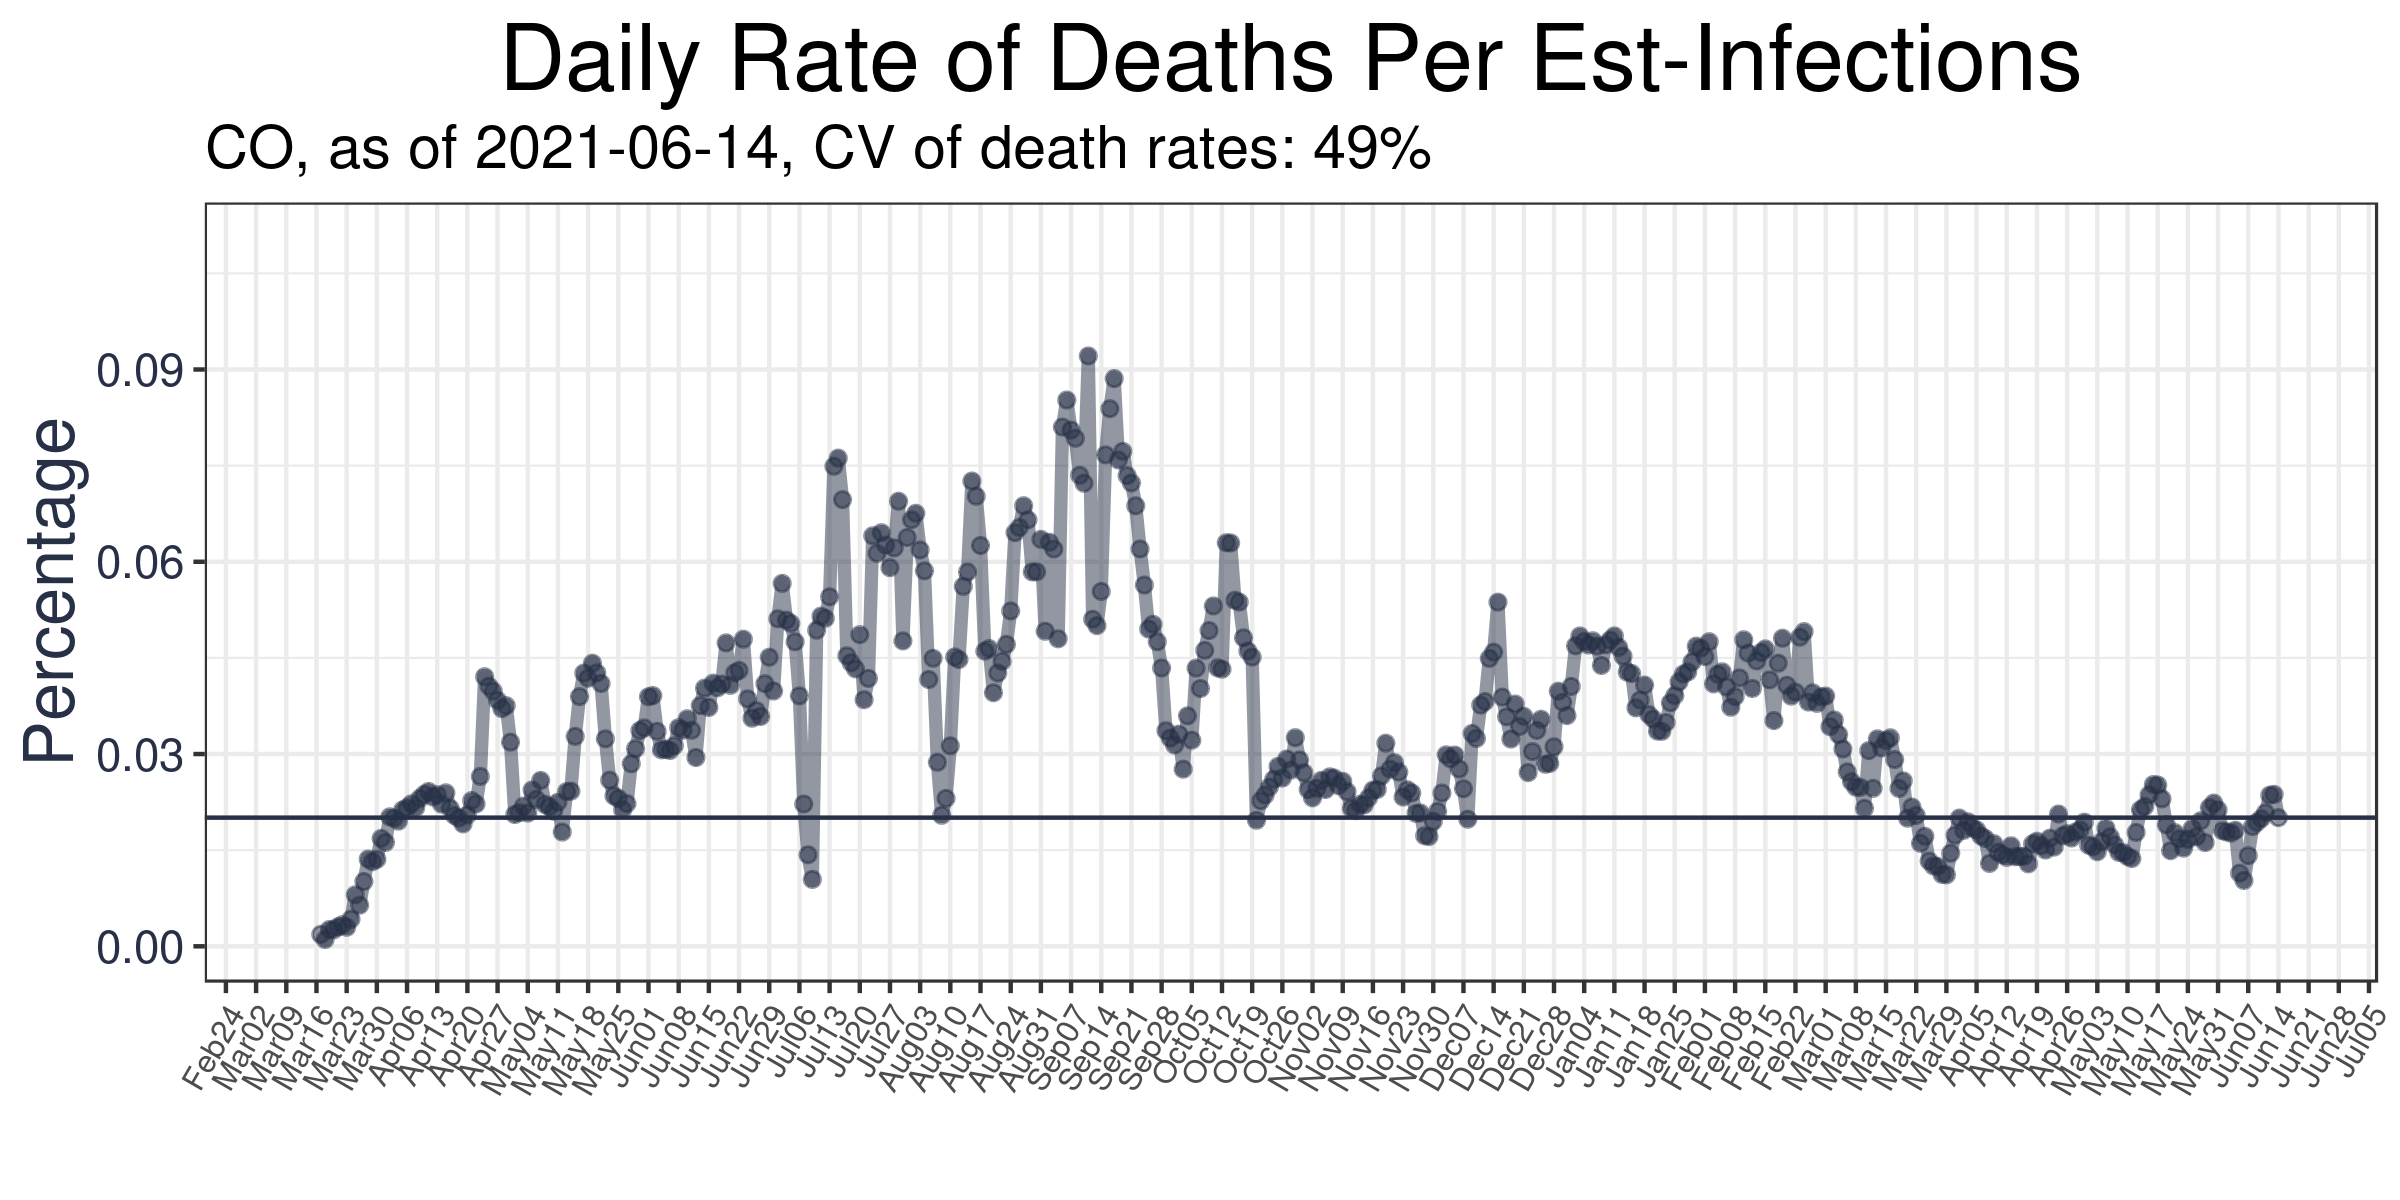 Daily Rate of Deaths Per Est-Infections
CO, as of 2021-06-14, CV of death rates: 49%
Percentage
0.09
0.06
0.03
0.00
Feb24
Mar02
Mar09
Mar16
Mar23
Mar30
Apr06
Apr13
Apr20
Apr27
May04
May11
May18
May25
Jun01
Jun08
Jun15
Jun22
Jun29
Jul06
Jul13
Jul20
Jul27
Aug03
Aug10
Aug17
Aug24
Aug31
Sep07
Sep14
Sep21
Sep28
Oct05
Oct12
Oct19
Oct26
Nov02
Nov09
Nov16
Nov23
Nov30
Dec07
Dec14
Dec21
Dec28
Jan04
Jan11
Jan18
Jan25
Feb01
Feb08
Feb15
Feb22
Mar01
Mar08
Mar15
Mar22
Mar29
Apr05
Apr12
Apr19
Apr26
May03
May10
May17
May24
May31
Jun07
Jun14
Jun21
Jun28
Jul05